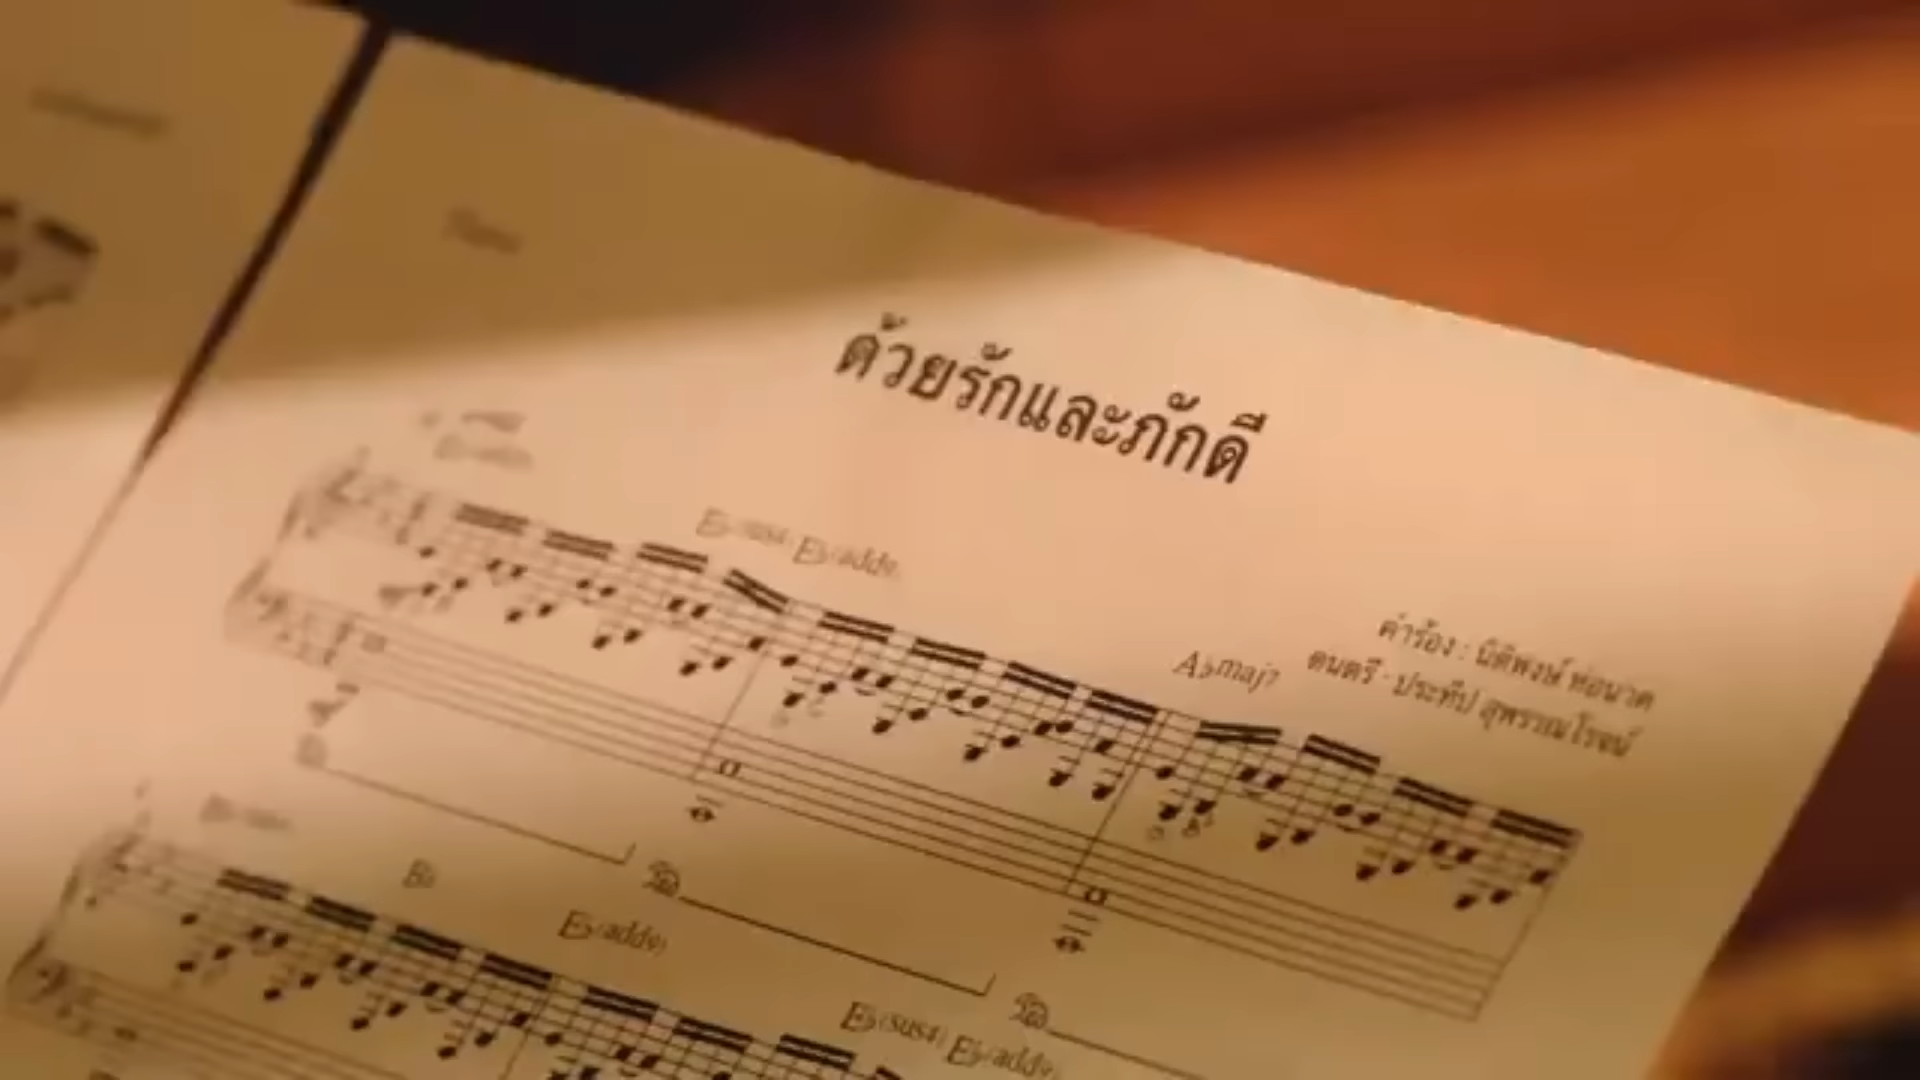 Piano
ด้วยรักและภักดี
E♭(sus4) E♭(add9)
คำร้อง : นิติพงษ์ ห่อนาค
A♭maj7
ดนตรี : ประทีป สุพรรณโรจน์
B♭
E♭(add9)
E♭(sus4) E♭(add9)